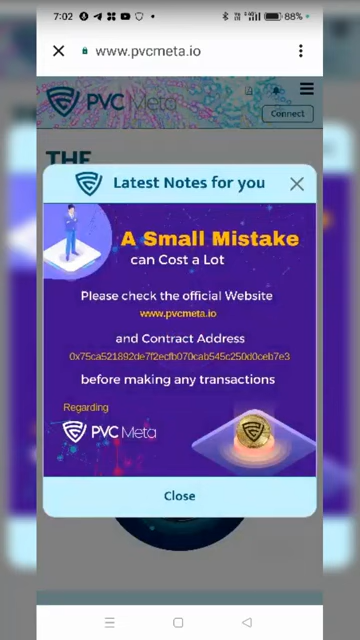 7:02
88%
www.pvcmeta.io
PVC Meta
Connect
THE
Latest Notes for you
A Small Mistake
can Cost a Lot
Please check the official Website
www.pvcmeta.io
and Contract Address
0x75ca521892de7f2ecfb070cab545c250d0ceb7e3
before making any transactions
Regarding
PVC Meta
Close